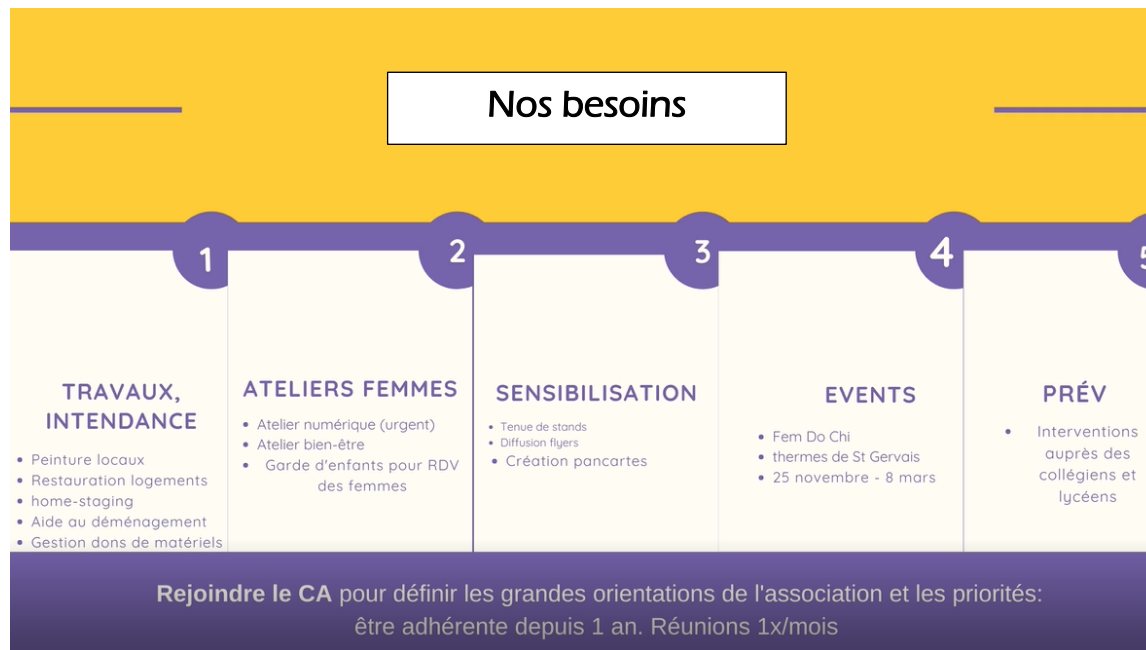 Nos besoins
1
TRAVAUX,
INTENDANCE
• Peinture locaux
• Restauration logements
• home-staging
• Aide au déménagement
• Gestion dons de matériels
2
ATELIERS FEMMES
• Atelier numérique (urgent)
• Atelier bien-être
• Garde d'enfants pour RDV
des femmes
3
SENSIBILISATION
• Tenue de stands
• Diffusion flyers
• Création pancartes
4
EVENTS
• Fem Do Chi
• thermes de St Gervais
• 25 novembre - 8 mars
5
PRÉV
• Interventions
auprès des
collégiens et
lycéens
Rejoindre le CA pour définir les grandes orientations de l'association et les priorités:
être adhérente depuis 1 an. Réunions 1x/mois